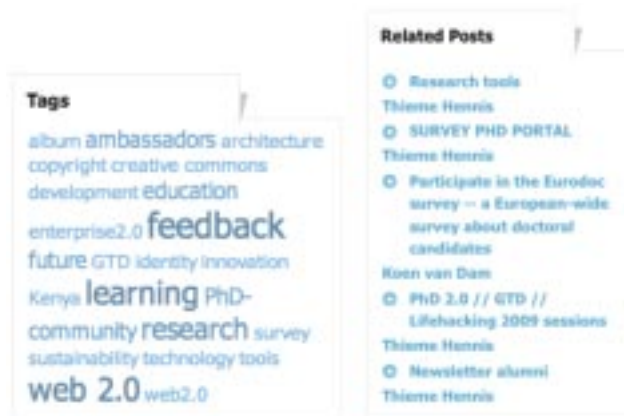 Tags
album ambassadors architecture
copyright creative commons
development education
enterprise2.0 feedback
future GTD identity innovation
Kenya learning PhD-
community research survey
sustainability technology tools
web 2.0 web2.0
Related Posts
Research tools
Thieme Hennis
SURVEY PHD PORTAL
Thieme Hennis
Participate in the Eurodoc
survey -- a European-wide
survey about doctoral
candidates
Koen van Dam
PhD 2.0 // GTD //
Lifehacking 2009 sessions
Thieme Hennis
Newsletter alumni
Thieme Hennis